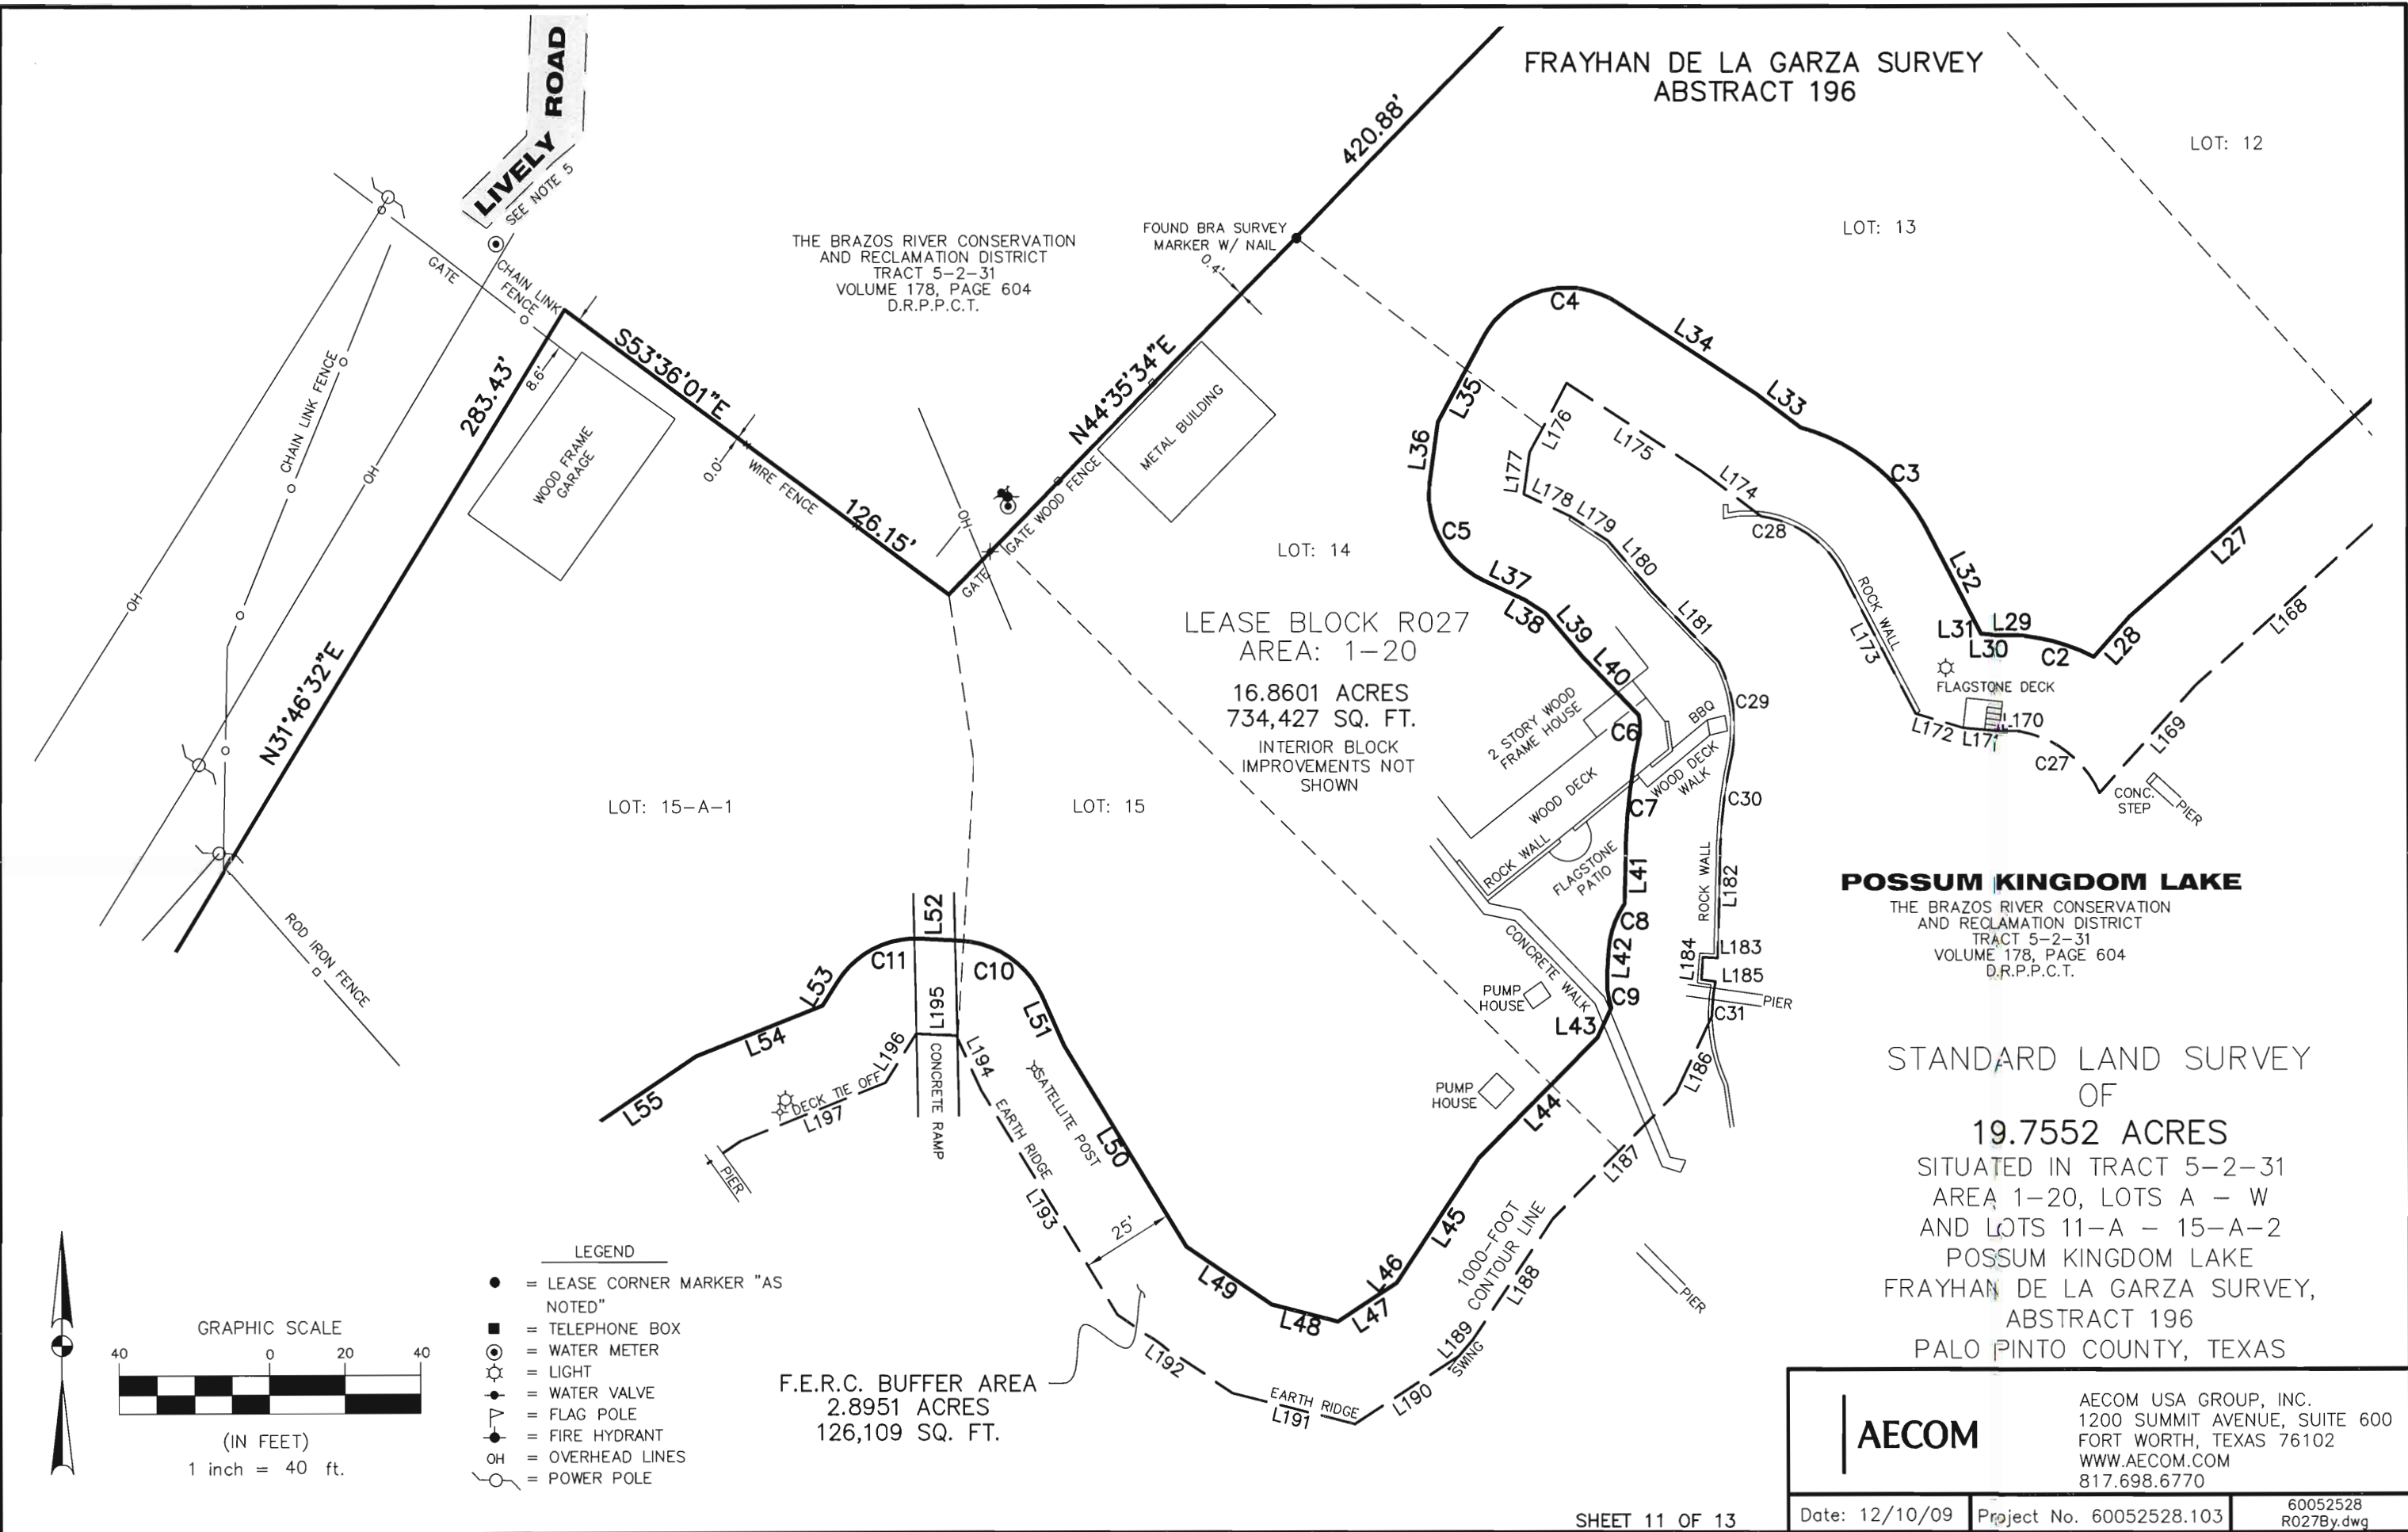 LIVELY ROAD
SEE NOTE 5
FRAYHAN DE LA GARZA SURVEY
ABSTRACT 196
LOT: 12
LOT: 13
420.88'
FOUND BRA SURVEY
MARKER W/ NAIL
0.4'
THE BRAZOS RIVER CONSERVATION
AND RECLAMATION DISTRICT
TRACT 5-2-31
VOLUME 178, PAGE 604
D.R.P.P.C.T.
GATE
CHAIN LINK
FENCE
CHAIN LINK FENCE
OH
OH
283.43'
8.6'
S53°36'01"E
0.0'
WIRE FENCE
126.15'
WOOD FRAME
GARAGE
N31°46'32"E
N44°35'34"E
METAL BUILDING
GATE WOOD FENCE
GATE
OH
LOT: 14
LEASE BLOCK R027
AREA: 1-20
16.8601 ACRES
734,427 SQ. FT.
INTERIOR BLOCK
IMPROVEMENTS NOT
SHOWN
LOT: 15-A-1
LOT: 15
ROD IRON FENCE
C4
L34
L33
L35
L36
C3
L176
L175
L177
L174
L178
L179
C28
C5
L180
L37
L38
L39
L181
L40
L32
L27
ROCK WALL
L173
L168
L31
L29
L30
C2
L28
FLAGSTONE DECK
L170
L172
L171
C27
L169
CONC.
STEP
PIER
2 STORY WOOD
FRAME HOUSE
BBQ
C29
C6
WOOD DECK
WOOD DECK
WALK
C30
C7
ROCK WALL
FLAGSTONE
PATIO
L41
ROCK WALL
L182
C8
CONCRETE WALK
L42
L184
L183
L185
PUMP
HOUSE
C9
PIER
C31
L43
L186
PUMP
HOUSE
L44
L187
POSSUM KINGDOM LAKE
THE BRAZOS RIVER CONSERVATION
AND RECLAMATION DISTRICT
TRACT 5-2-31
VOLUME 178, PAGE 604
D.R.P.P.C.T.
L52
C11
C10
L53
L195
L54
L51
L196
L194
CONCRETE RAMP
L55
DECK TIE OFF
L197
PIER
EARTH RIDGE
SATELLITE POST
L50
L193
25'
L45
1000-FOOT
CONTOUR LINE
L188
PIER
L49
L46
L48
L47
L189
SWING
L192
L190
EARTH RIDGE
L191
F.E.R.C. BUFFER AREA
2.8951 ACRES
126,109 SQ. FT.
STANDARD LAND SURVEY
OF
19.7552 ACRES
SITUATED IN TRACT 5-2-31
AREA 1-20, LOTS A - W
AND LOTS 11-A - 15-A-2
POSSUM KINGDOM LAKE
FRAYHAN DE LA GARZA SURVEY,
ABSTRACT 196
PALO PINTO COUNTY, TEXAS
GRAPHIC SCALE
40 0 20 40
(IN FEET)
1 inch = 40 ft.
LEGEND
= LEASE CORNER MARKER "AS
NOTED"
= TELEPHONE BOX
= WATER METER
= LIGHT
= WATER VALVE
= FLAG POLE
= FIRE HYDRANT
OH = OVERHEAD LINES
= POWER POLE
AECOM
AECOM USA GROUP, INC.
1200 SUMMIT AVENUE, SUITE 600
FORT WORTH, TEXAS 76102
WWW.AECOM.COM
817.698.6770
SHEET 11 OF 13
Date: 12/10/09
Project No. 60052528.103
60052528
R027By.dwg